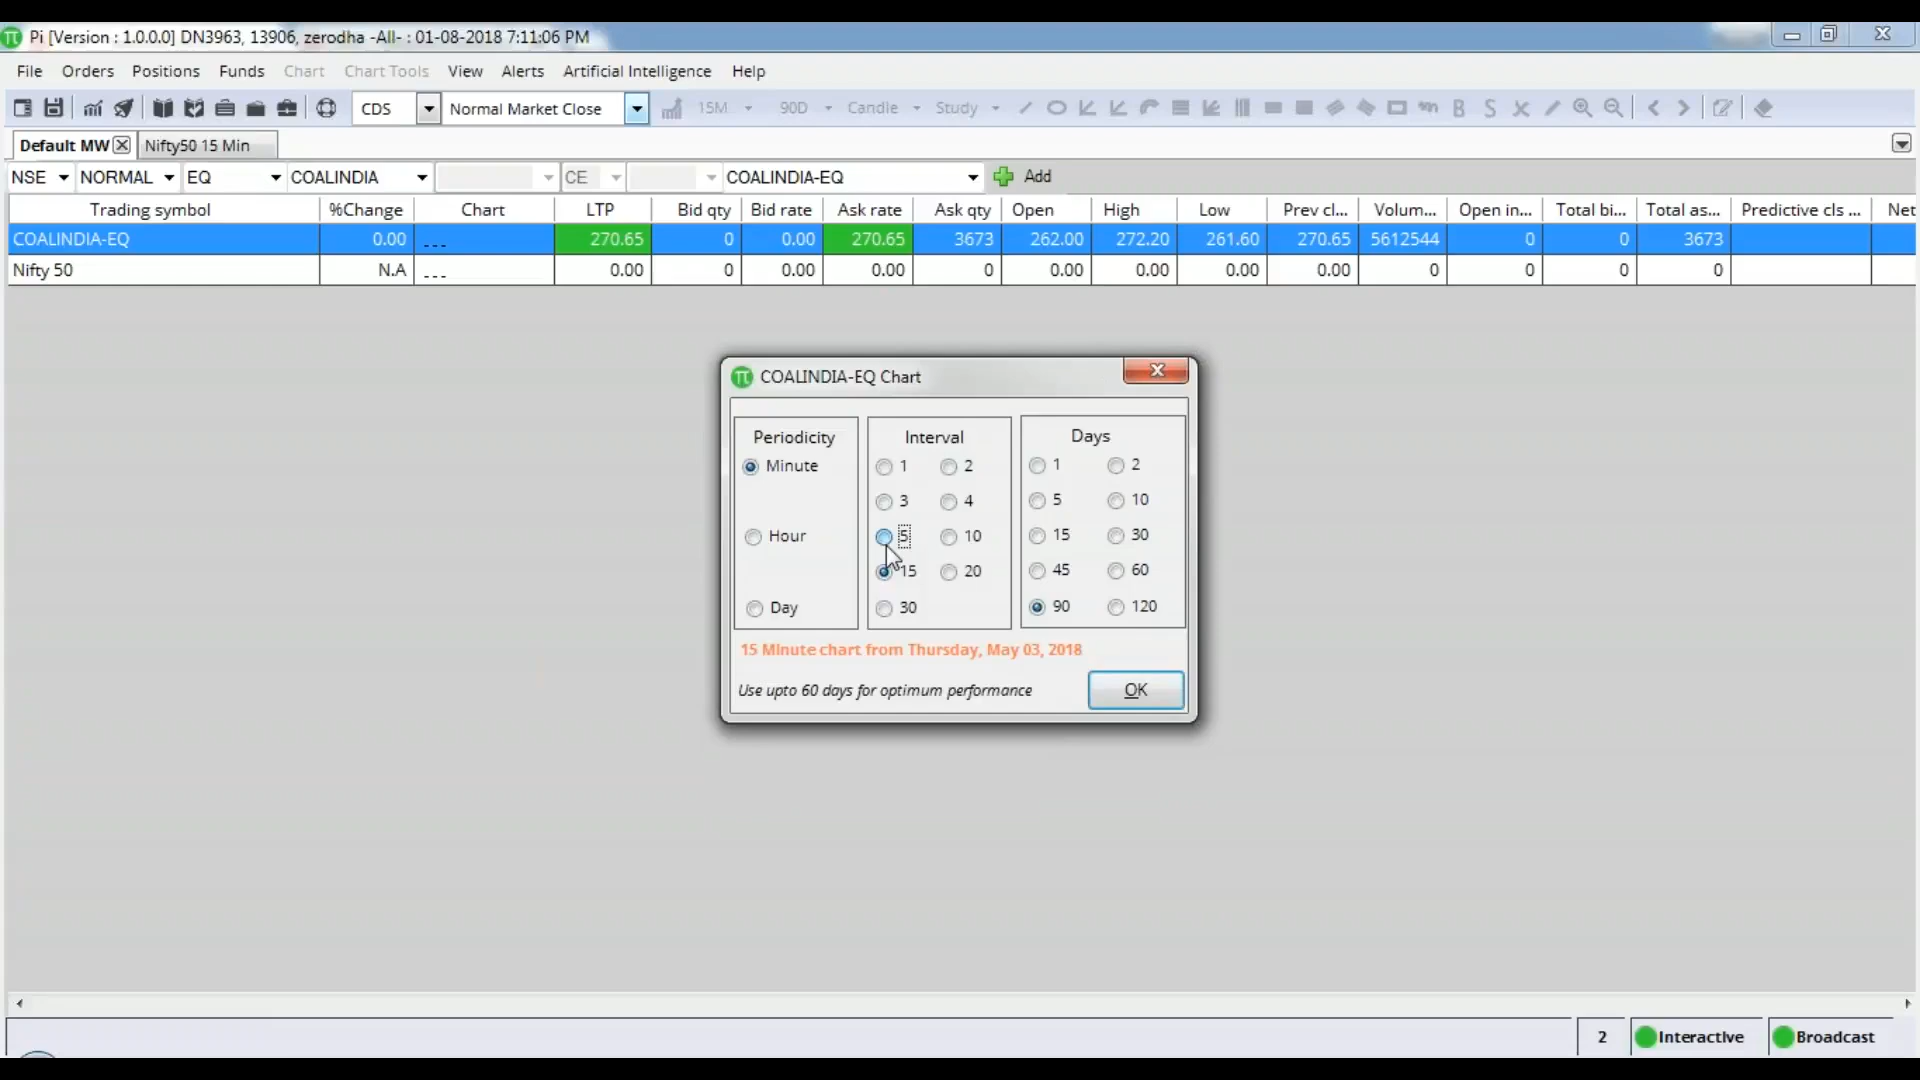 Pi [Version : 1.0.0.0] DN3963, 13906, zerodha -All- : 01-08-2018 7:11:06 PM
File Orders Positions Funds Chart Chart Tools View Alerts Artificial Intelligence Help
CDS Normal Market Close 15M 90D Candle Study B S
Default MW Nifty50 15 Min
NSE NORMAL EQ COALINDIA CE COALINDIA-EQ Add
Trading symbol %Change Chart LTP Bid qty Bid rate Ask rate Ask qty Open High Low Prev cl... Volum... Open in... Total bi... Total as... Predictive cls ... Net
COALINDIA-EQ 0.00 --- 270.65 0 0.00 270.65 3673 262.00 272.20 261.60 270.65 5612544 0 0 3673
Nifty 50 N.A --- 0.00 0 0.00 0.00 0 0.00 0.00 0.00 0.00 0 0 0 0
COALINDIA-EQ Chart
Periodicity Interval Days
Minute 1 2 1 2
3 4 5 10
Hour 5 10 15 30
15 20 45 60
Day 30 90 120
15 Minute chart from Thursday, May 03, 2018
Use upto 60 days for optimum performance OK
2 Interactive Broadcast